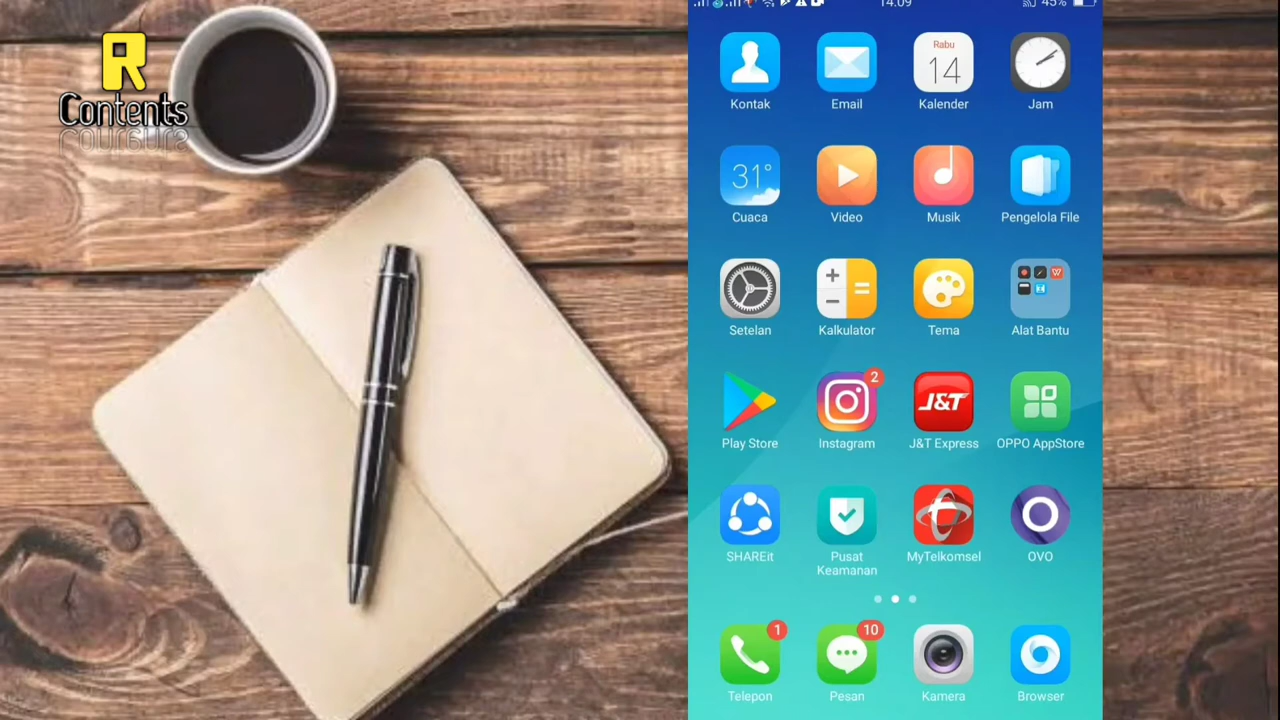 R
Contents
14.09
45%
Rabu
14
Kontak
Email
Kalender
Jam
31°
Cuaca
Video
Musik
Pengelola File
Setelan
Kalkulator
Tema
Alat Bantu
2
J&T
Play Store
Instagram
J&T Express
OPPO AppStore
SHAREit
Pusat
Keamanan
MyTelkomsel
OVO
1
10
Telepon
Pesan
Kamera
Browser